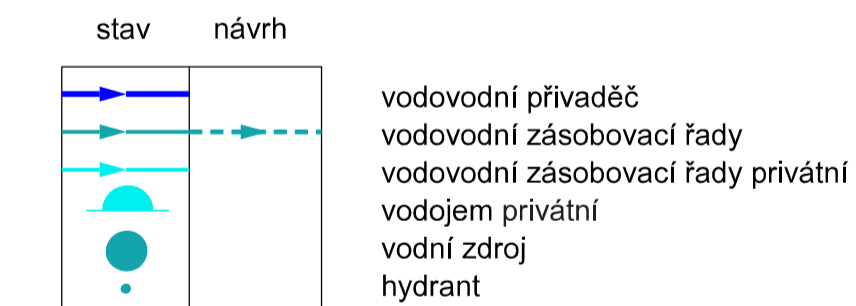 stav návrh
vodovodní přivaděč
vodovodní zásobovací řady
vodovodní zásobovací řady privátní
vodojem privátní
vodní zdroj
hydrant